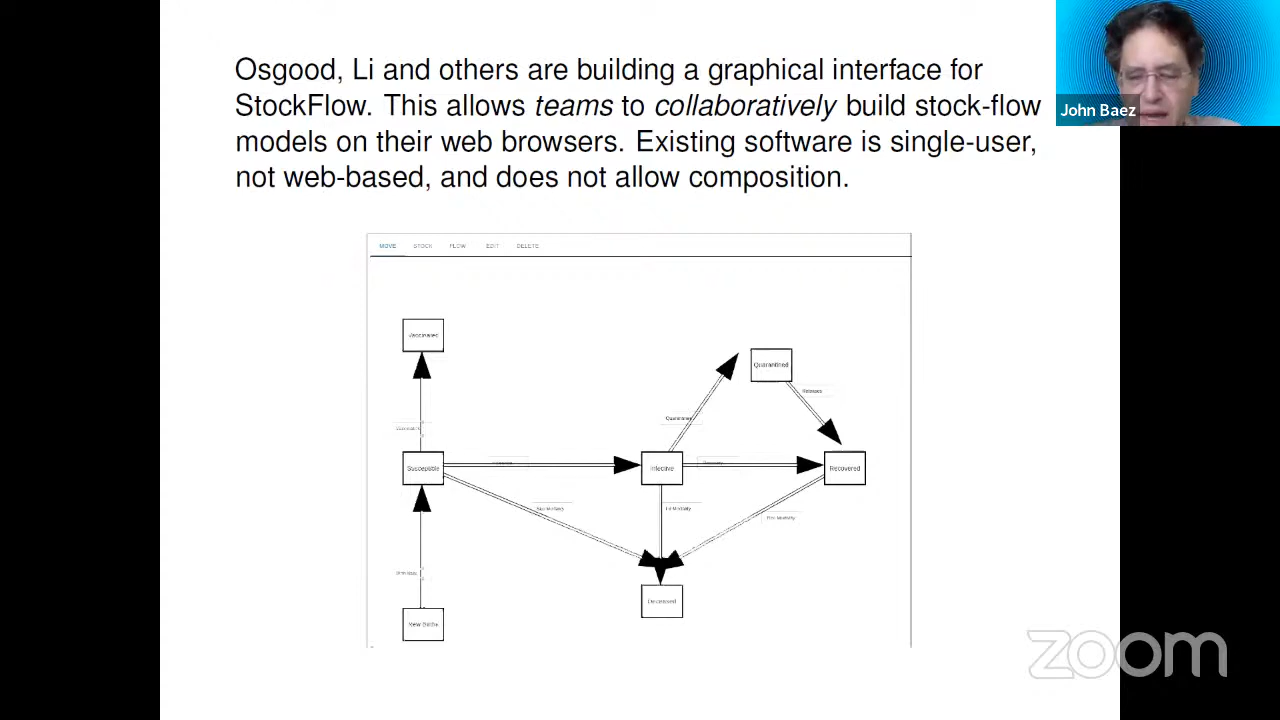 Osgood, Li and others are building a graphical interface for
StockFlow. This allows teams to collaboratively build stock-flow
models on their web browsers. Existing software is single-user,
not web-based, and does not allow composition.
John Baez
MOVE STOCK FLOW EDIT DELETE
Vaccinated
Quarantined
Releases
Quarantine
Susceptible
Infective
Recovered
Deceased
New Births
zoom